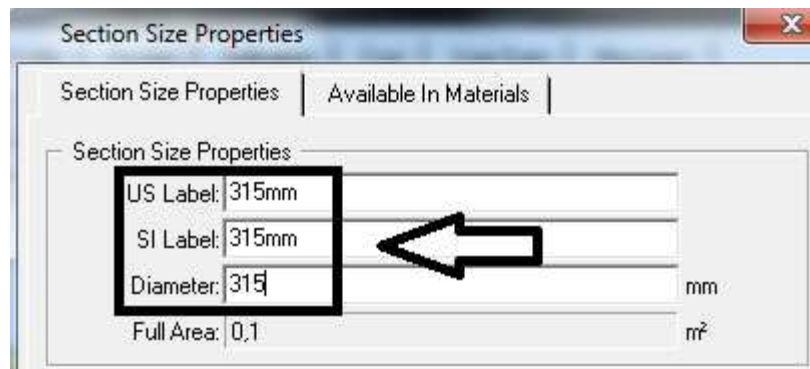 Section Size Properties
Section Size Properties Available In Materials
Section Size Properties
US Label: 315mm
SI Label: 315mm
Diameter: 315 mm
Full Area: 0,1 m²